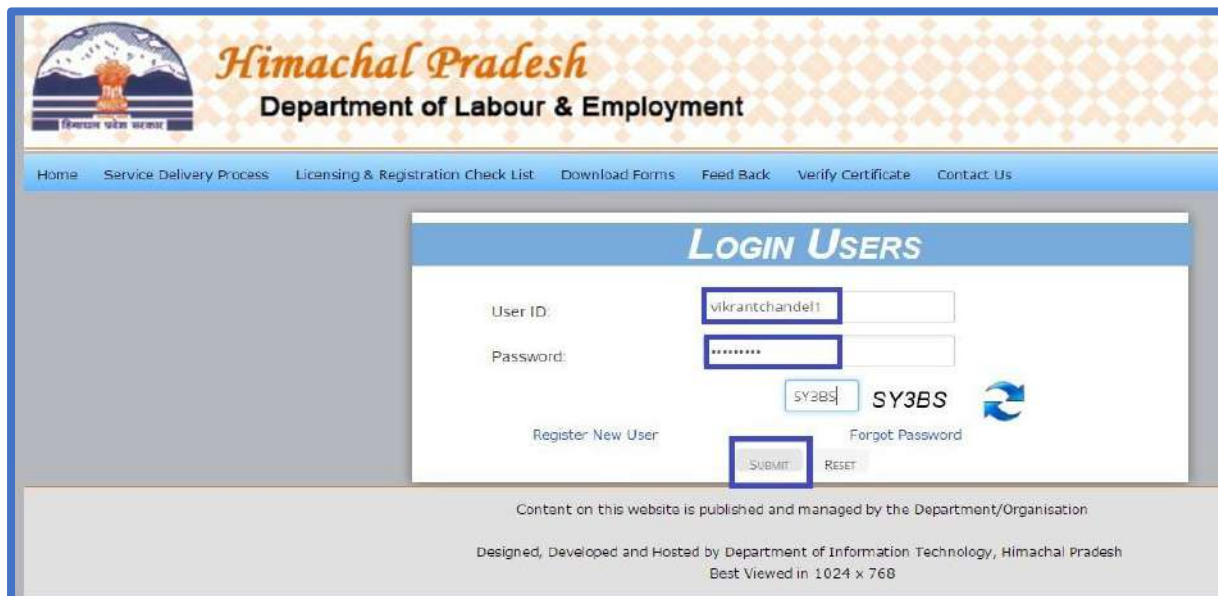 Himachal Pradesh
Department of Labour & Employment
हिमाचल प्रदेश सरकार
Home Service Delivery Process Licensing & Registration Check List Download Forms Feed Back Verify Certificate Contact Us
LOGIN USERS
User ID: vikrantchandel1
Password: •••••••••
SY3BS SY3BS
Register New User Forgot Password
SUBMIT RESET
Content on this website is published and managed by the Department/Organisation
Designed, Developed and Hosted by Department of Information Technology, Himachal Pradesh
Best Viewed in 1024 x 768